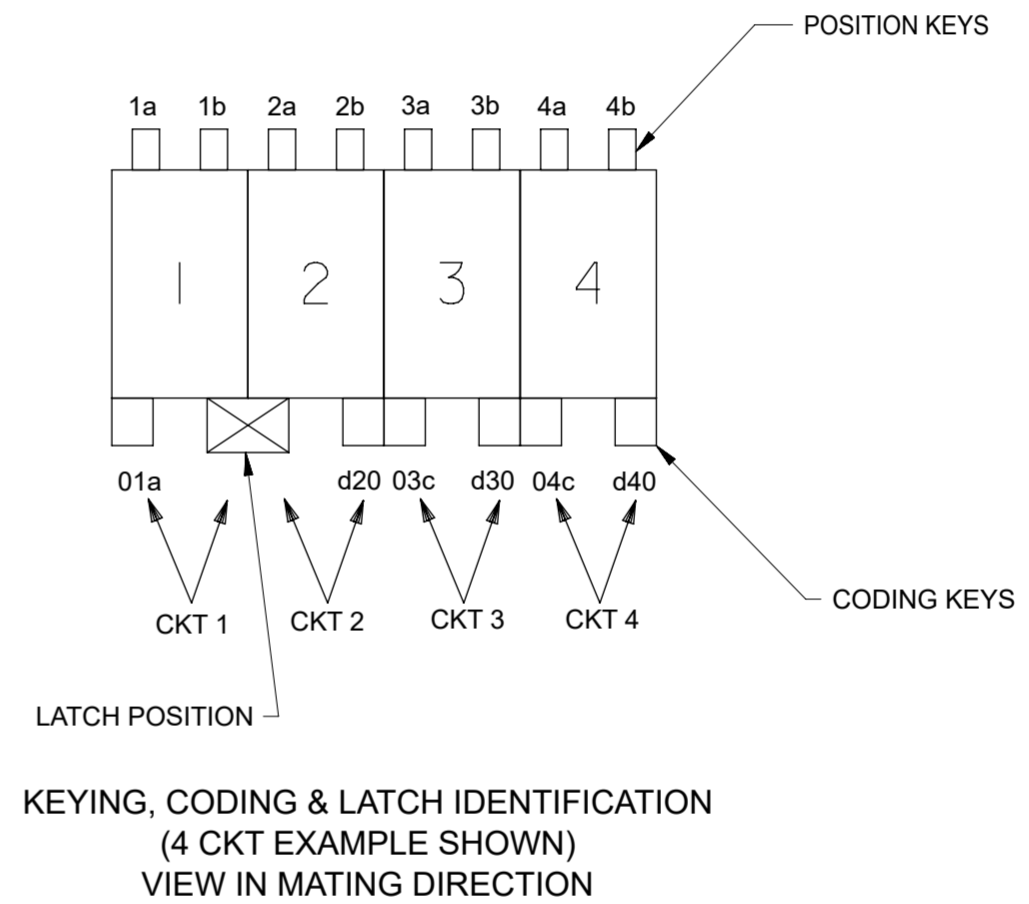 POSITION KEYS
1a 1b 2a 2b 3a 3b 4a 4b
1 2 3 4
01a d20 03c d30 04c d40
CODING KEYS
CKT 1 CKT 2 CKT 3 CKT 4
LATCH POSITION
KEYING, CODING & LATCH IDENTIFICATION
(4 CKT EXAMPLE SHOWN)
VIEW IN MATING DIRECTION